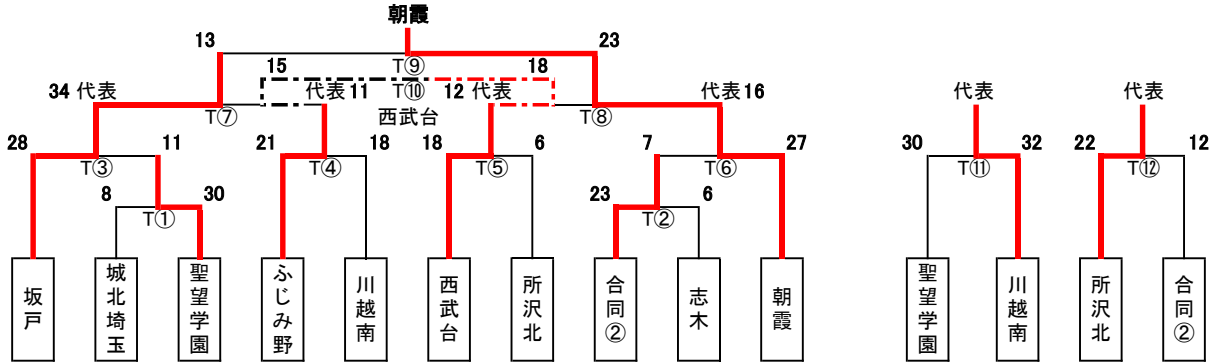 朝霞
13 23
T⑨
15 18
34 代表 代表 11 T⑩ 12 代表 代表 16
T⑦ 西武台 T⑧
代表 代表
28 11 21 18 18 6 7 27 30 32 22 12
T③ T④ T⑤ T⑥ T⑪ T⑫
8 30 23 6
T① T②
坂戸
城北埼玉
聖望学園
ふじみ野
川越南
西武台
所沢北
合同②
志木
朝霞
聖望学園
川越南
所沢北
合同②